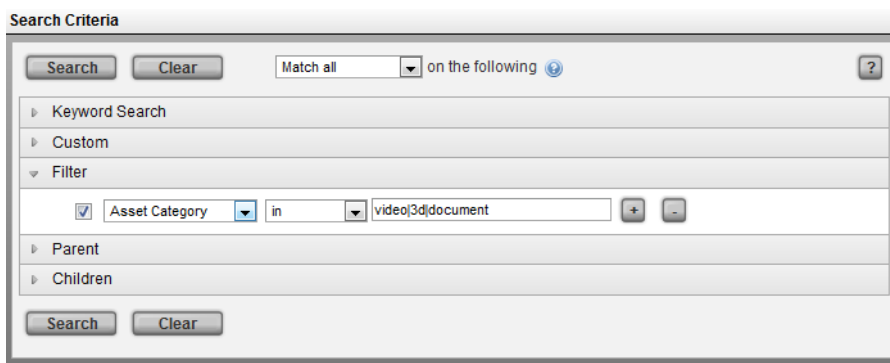 Search Criteria
Search Clear Match all on the following ?
Keyword Search
Custom
Filter
Asset Category in video|3d|document + -
Parent
Children
Search Clear